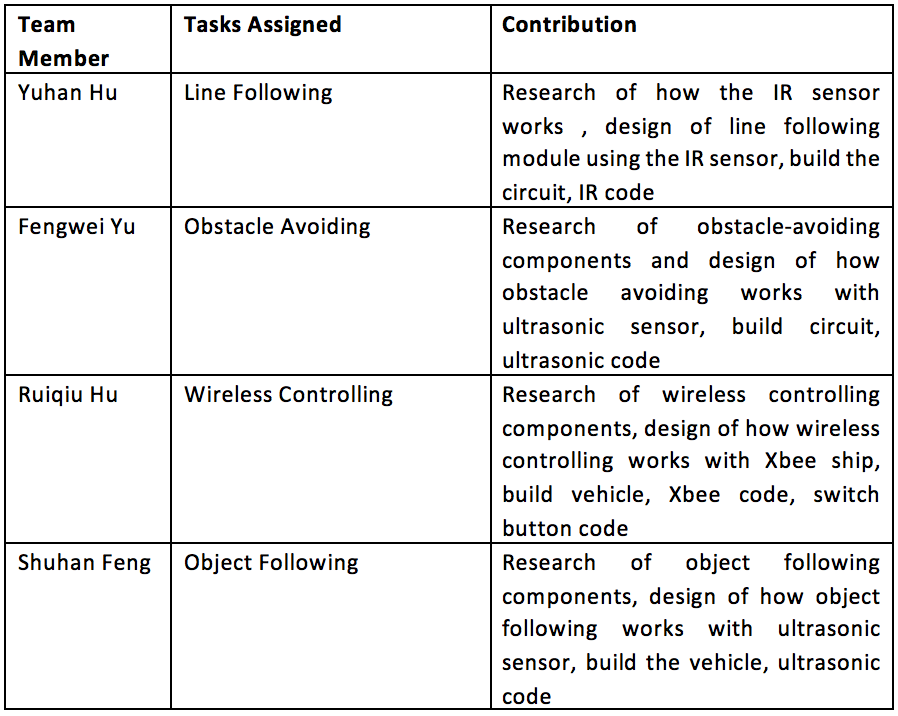 Team Tasks Assigned Contribution
Member
Yuhan Hu Line Following Research of how the IR sensor
works , design of line following
module using the IR sensor, build the
circuit, IR code
Fengwei Yu Obstacle Avoiding Research of obstacle-avoiding
components and design of how
obstacle avoiding works with
ultrasonic sensor, build circuit,
ultrasonic code
Ruiqiu Hu Wireless Controlling Research of wireless controlling
components, design of how wireless
controlling works with Xbee ship,
build vehicle, Xbee code, switch
button code
Shuhan Feng Object Following Research of object following
components, design of how object
following works with ultrasonic
sensor, build the vehicle, ultrasonic
code